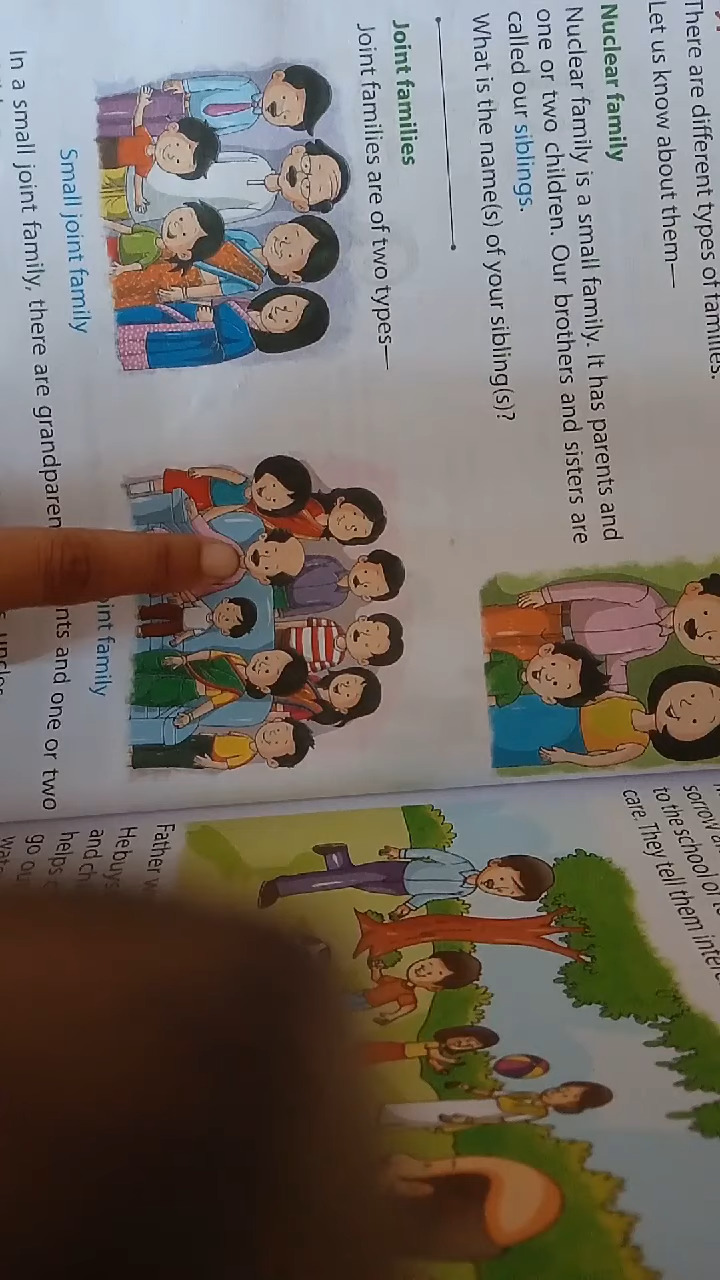 There are different types of families.
Let us know about them—
Nuclear family
Nuclear family is a small family. It has parents and
one or two children. Our brothers and sisters are
called our siblings.
What is the name(s) of your sibling(s)?
Joint families
Joint families are of two types—
Small joint family
int family
In a small joint family, there are grandparen nts and one or two
sorrow
to the school or
care. They tell them
Father
He buys
and
helps
go